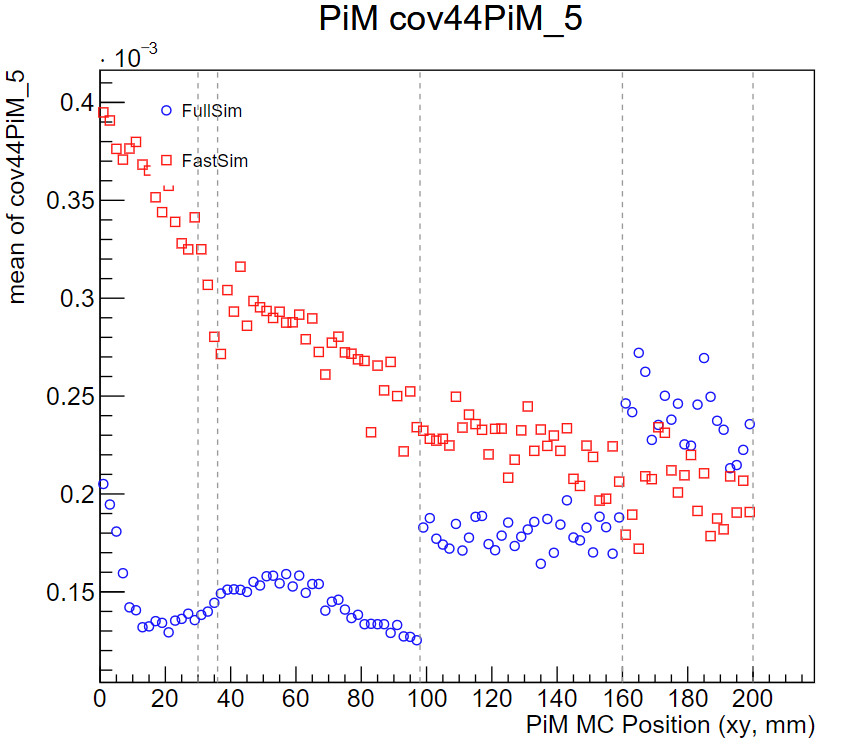 PiM cov44PiM_5
· 10⁻³
mean of cov44PiM_5
0.4
0.35
0.3
0.25
0.2
0.15
FullSim
FastSim
0 20 40 60 80 100 120 140 160 180 200
PiM MC Position (xy, mm)